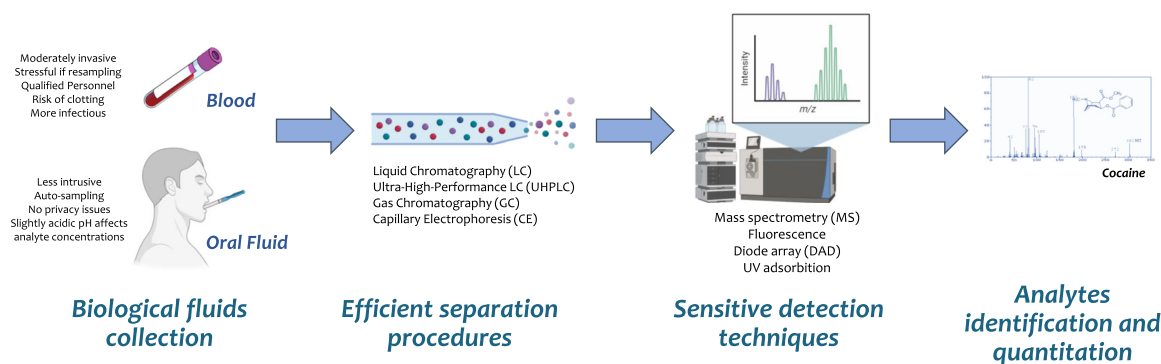 Moderately invasive
Stressful if resampling
Qualified Personnel
Risk of clotting
More infectious
Blood
Less intrusive
Auto-sampling
No privacy issues
Slightly acidic pH affects
analyte concentrations
Oral Fluid
Biological fluids
collection
Liquid Chromatography (LC)
Ultra-High-Performance LC (UHPLC)
Gas Chromatography (GC)
Capillary Electrophoresis (CE)
Efficient separation
procedures
Intensity
m/z
Mass spectrometry (MS)
Fluorescence
Diode array (DAD)
UV adsorbition
Sensitive detection
techniques
Cocaine
Analytes
identification and
quantitation